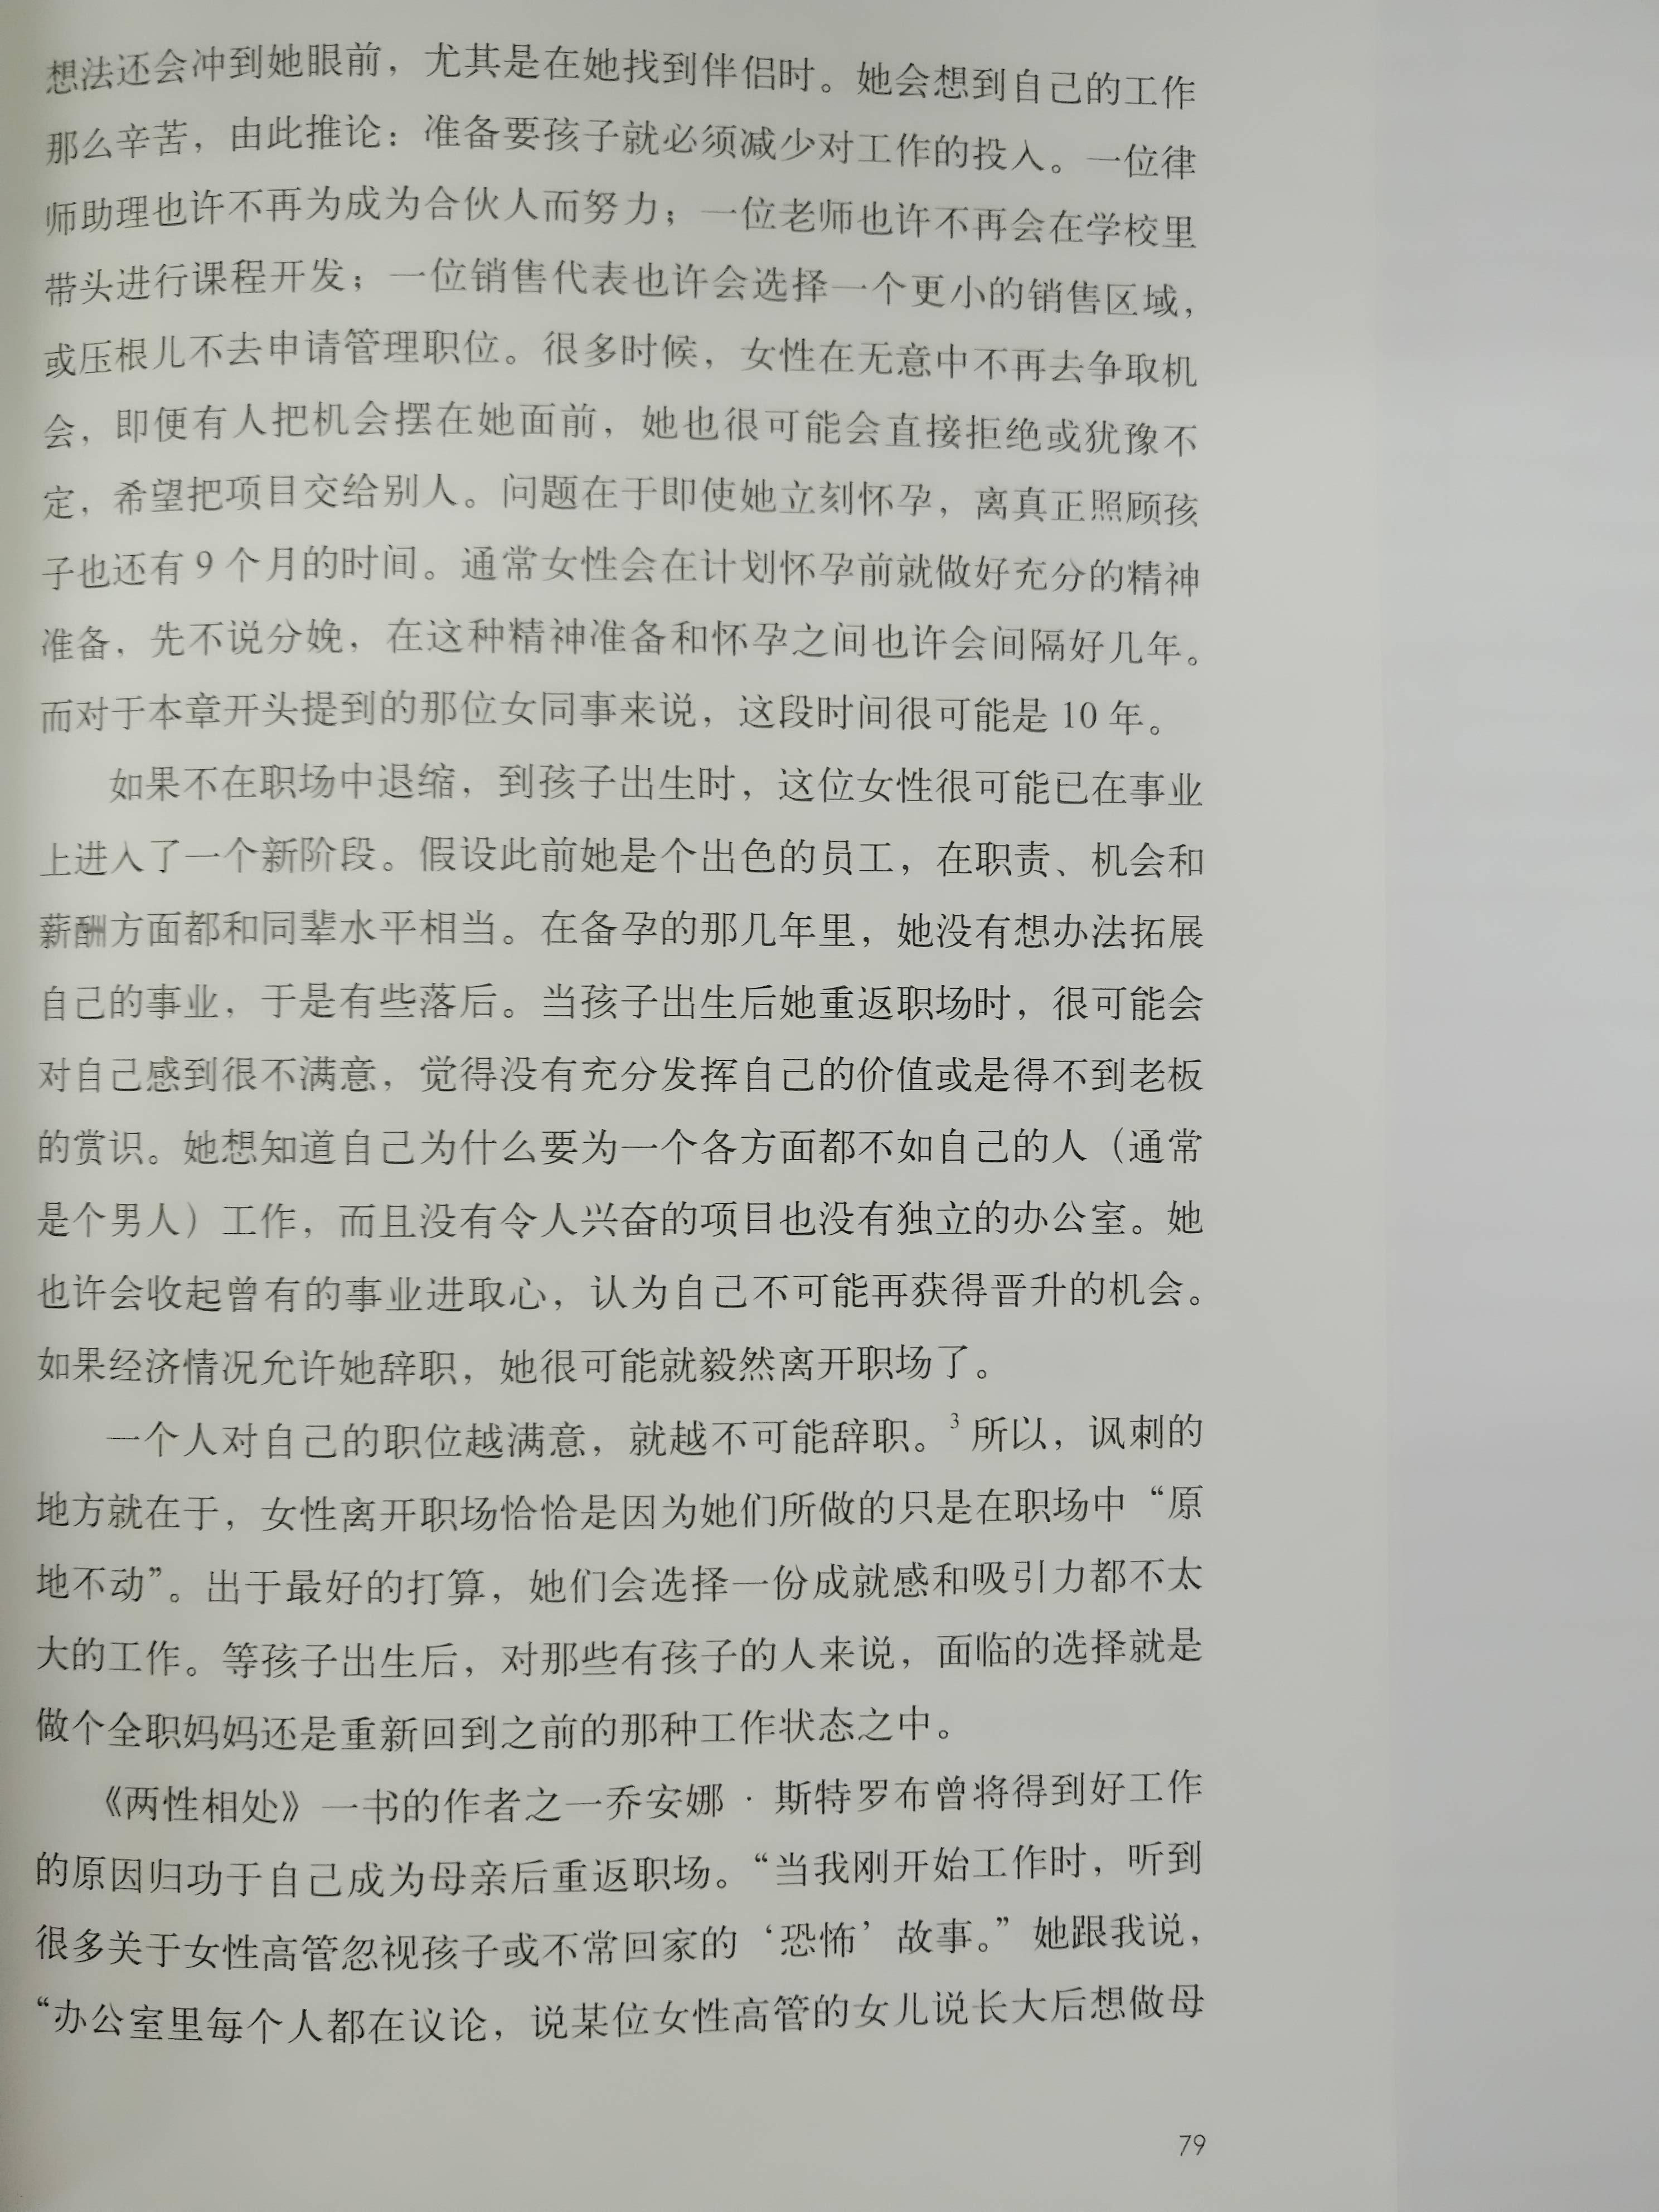 想法还会冲到她眼前，尤其是在她找到伴侣时。她会想到自己的工作
那么辛苦，由此推论：准备要孩子就必须减少对工作的投入。一位律
师助理也许不再为成为合伙人而努力；一位老师也许不再会在学校里
带头进行课程开发；一位销售代表也许会选择一个更小的销售区域，
或压根儿不去申请管理职位。很多时候，女性在无意中不再去争取机
会，即便有人把机会摆在她面前，她也很可能会直接拒绝或犹豫不
定，希望把项目交给别人。问题在于即使她立刻怀孕，离真正照顾孩
子也还有 9 个月的时间。通常女性会在计划怀孕前就做好充分的精神
准备，先不说分娩，在这种精神准备和怀孕之间也许会间隔好几年。
而对于本章开头提到的那位女同事来说，这段时间很可能是 10 年。
如果不在职场中退缩，到孩子出生时，这位女性很可能已在事业
上进入了一个新阶段。假设此前她是个出色的员工，在职责、机会和
薪酬方面都和同辈水平相当。在备孕的那几年里，她没有想办法拓展
自己的事业，于是有些落后。当孩子出生后她重返职场时，很可能会
对自己感到很不满意，觉得没有充分发挥自己的价值或是得不到老板
的赏识。她想知道自己为什么要为一个各方面都不如自己的人（通常
是个男人）工作，而且没有令人兴奋的项目也没有独立的办公室。她
也许会收起曾有的事业进取心，认为自己不可能再获得晋升的机会。
如果经济情况允许她辞职，她很可能就毅然离开职场了。
一个人对自己的职位越满意，就越不可能辞职。3 所以，讽刺的
地方就在于，女性离开职场恰恰是因为她们所做的只是在职场中“原
地不动”。出于最好的打算，她们会选择一份成就感和吸引力都不太
大的工作。等孩子出生后，对那些有孩子的人来说，面临的选择就是
做个全职妈妈还是重新回到之前的那种工作状态之中。
《两性相处》一书的作者之一乔安娜 · 斯特罗布曾将得到好工作
的原因归功于自己成为母亲后重返职场。“当我刚开始工作时，听到
很多关于女性高管忽视孩子或不常回家的‘恐怖’故事。”她跟我说，
“办公室里每个人都在议论，说某位女性高管的女儿说长大后想做母
79